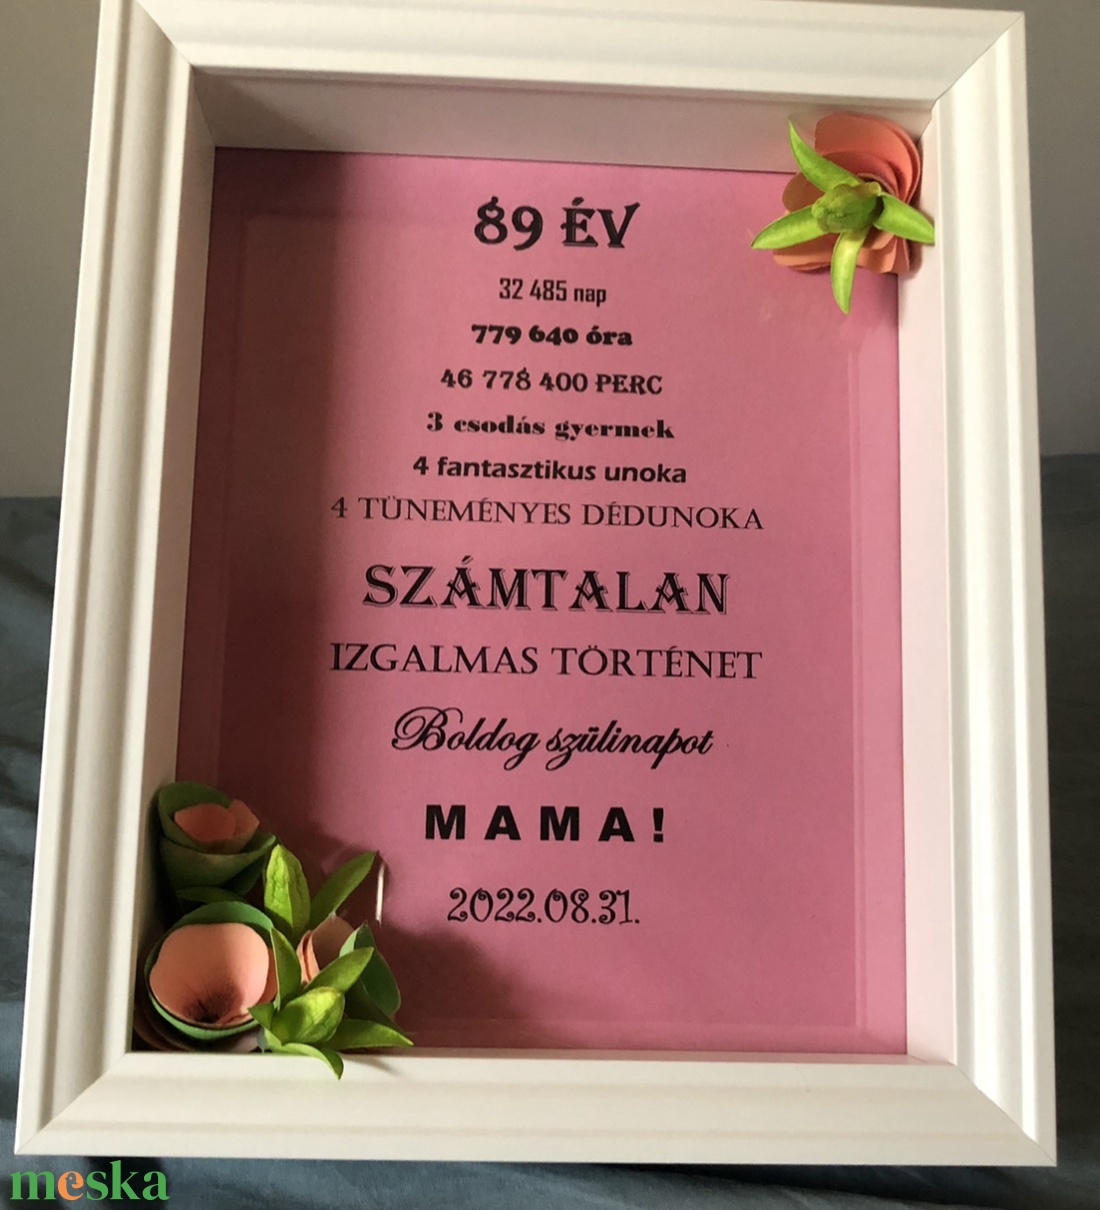 89 ÉV
32 485 nap
779 640 óra
46 778 400 PERC
3 csodás gyermek
4 fantasztikus unoka
4 TÜNEMÉNYES DÉDUNOKA
SZÁMTALAN
IZGALMAS TÖRTÉNET
Boldog szülinapot
MAMA!
2022.08.31.
meska